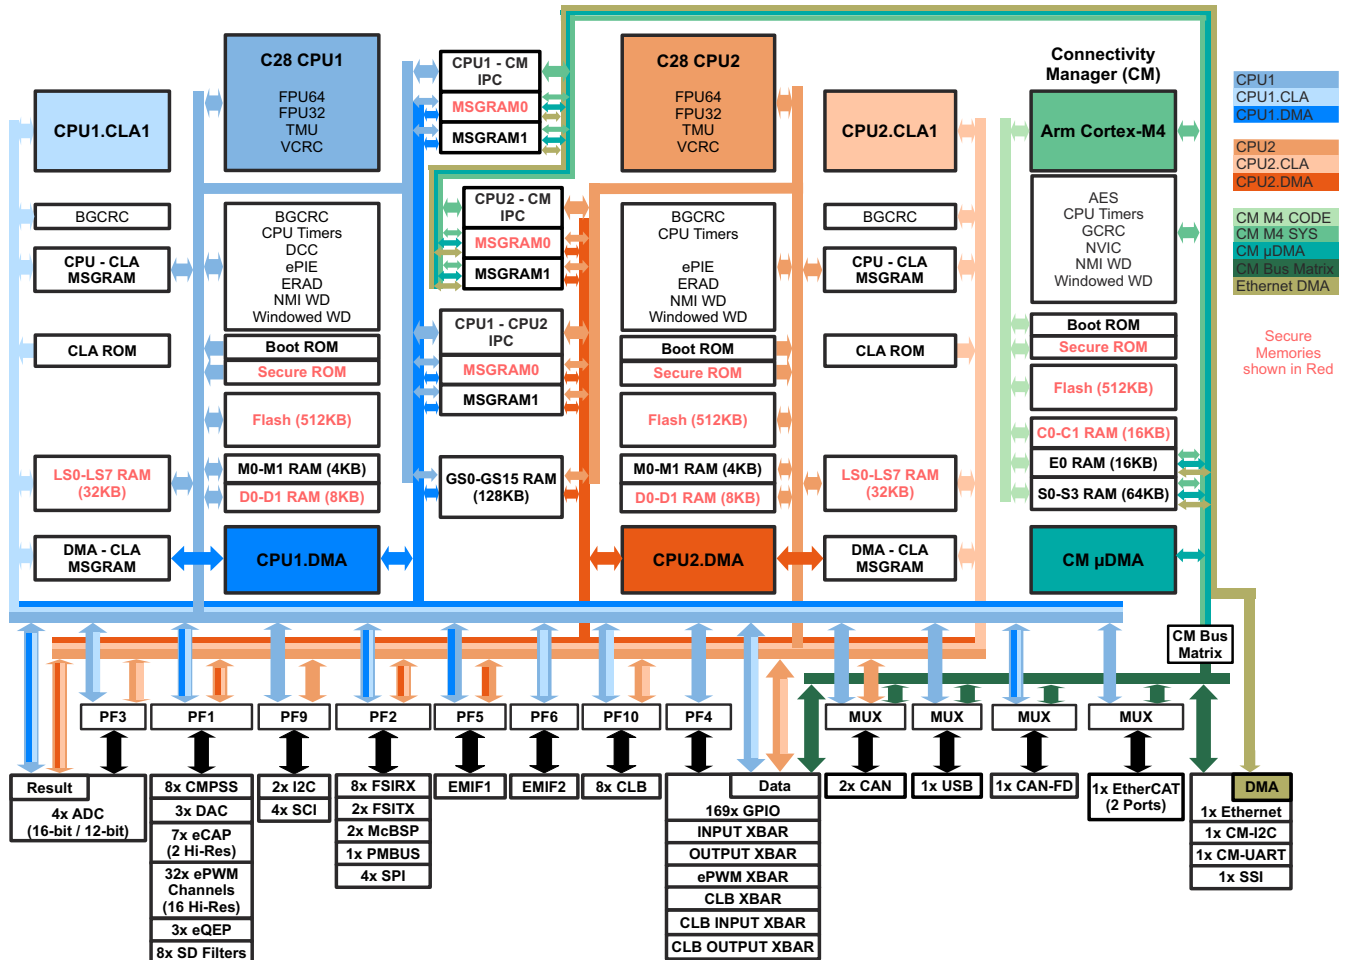 C28 CPU1
FPU64
FPU32
TMU
VCRC
CPU1 - CM
IPC
MSGRAM0
MSGRAM1
C28 CPU2
FPU64
FPU32
TMU
VCRC
Connectivity
Manager (CM)
CPU1
CPU1.CLA
CPU1.DMA
CPU2
CPU2.CLA
CPU2.DMA
CM M4 CODE
CM M4 SYS
CM µDMA
CM Bus Matrix
Ethernet DMA
Secure
Memories
shown in Red
CPU1.CLA1
CPU2.CLA1
Arm Cortex-M4
BGCRC
CPU - CLA
MSGRAM
CLA ROM
LS0-LS7 RAM
(32KB)
DMA - CLA
MSGRAM
BGCRC
CPU Timers
DCC
ePIE
ERAD
NMI WD
Windowed WD
Boot ROM
Secure ROM
Flash (512KB)
M0-M1 RAM (4KB)
D0-D1 RAM (8KB)
CPU1.DMA
CPU2 - CM
IPC
MSGRAM0
MSGRAM1
CPU1 - CPU2
IPC
MSGRAM0
MSGRAM1
GS0-GS15 RAM
(128KB)
BGCRC
CPU Timers
ePIE
ERAD
NMI WD
Windowed WD
Boot ROM
Secure ROM
Flash (512KB)
M0-M1 RAM (4KB)
D0-D1 RAM (8KB)
CPU2.DMA
BGCRC
CPU - CLA
MSGRAM
CLA ROM
LS0-LS7 RAM
(32KB)
DMA - CLA
MSGRAM
AES
CPU Timers
GCRC
NVIC
NMI WD
Windowed WD
Boot ROM
Secure ROM
Flash (512KB)
C0-C1 RAM (16KB)
E0 RAM (16KB)
S0-S3 RAM (64KB)
CM µDMA
CM Bus
Matrix
PF3
PF1
PF9
PF2
PF5
PF6
PF10
PF4
MUX
MUX
MUX
MUX
Result
4x ADC
(16-bit / 12-bit)
8x CMPSS
3x DAC
7x eCAP
(2 Hi-Res)
32x ePWM
Channels
(16 Hi-Res)
3x eQEP
8x SD Filters
2x I2C
4x SCI
8x FSIRX
2x FSITX
2x McBSP
1x PMBUS
4x SPI
EMIF1
EMIF2
8x CLB
Data
169x GPIO
INPUT XBAR
OUTPUT XBAR
ePWM XBAR
CLB XBAR
CLB INPUT XBAR
CLB OUTPUT XBAR
2x CAN
1x USB
1x CAN-FD
1x EtherCAT
(2 Ports)
DMA
1x Ethernet
1x CM-I2C
1x CM-UART
1x SSI